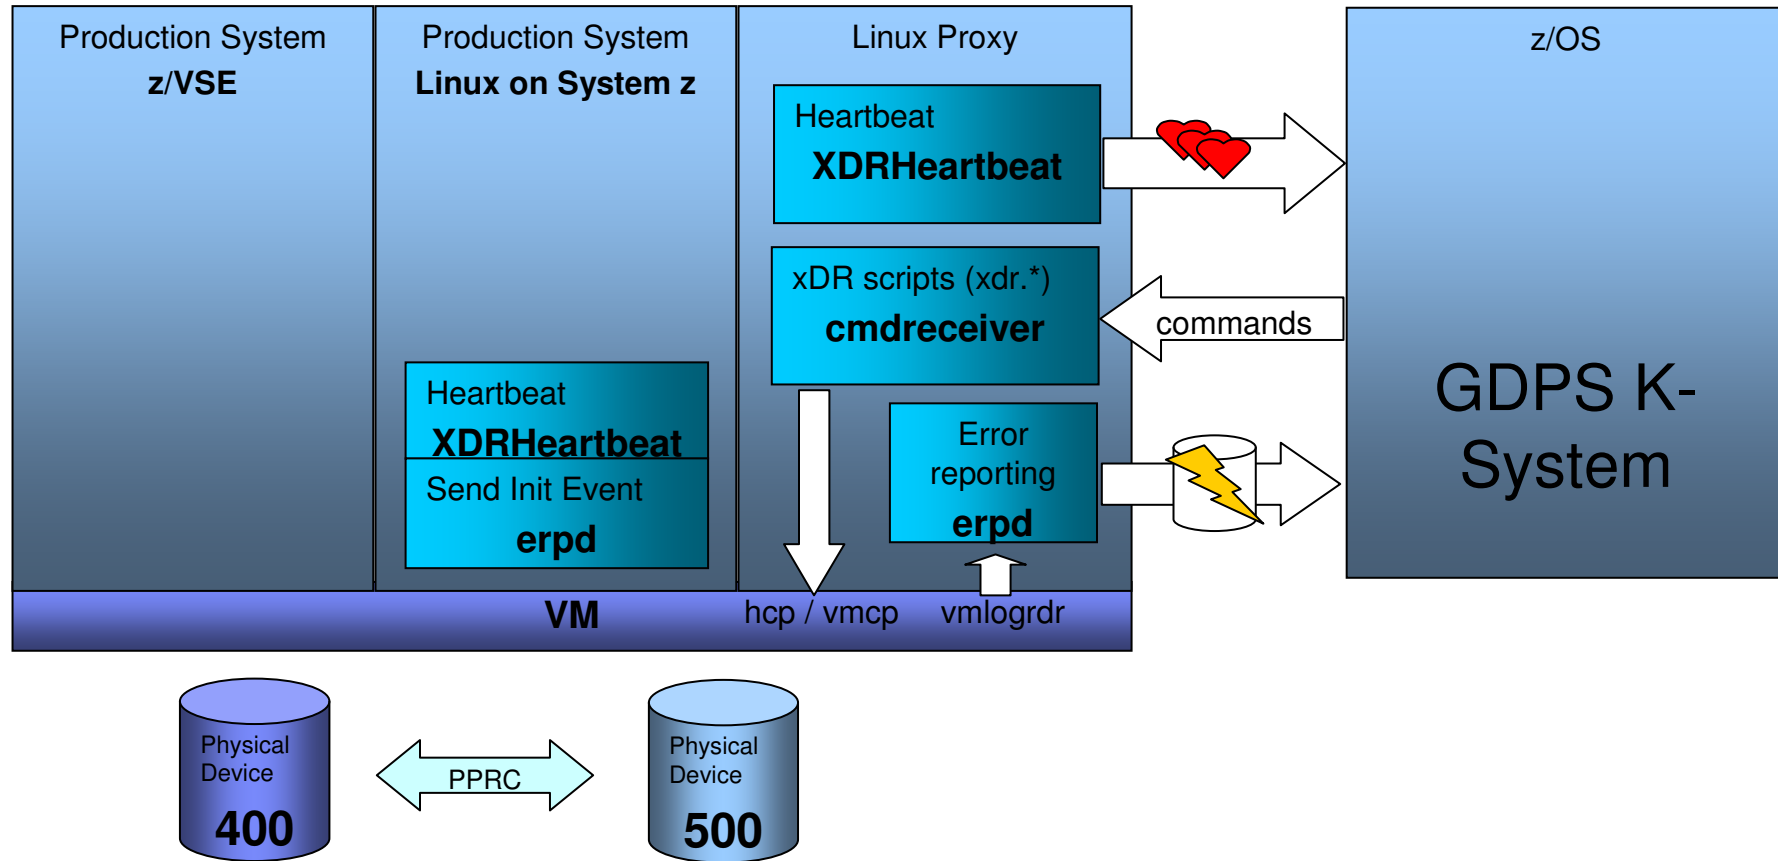 Production System
z/VSE
Production System
Linux on System z
Heartbeat
XDRHeartbeat
Send Init Event
erpd
Linux Proxy
Heartbeat
XDRHeartbeat
xDR scripts (xdr.*)
cmdreceiver
Error
reporting
erpd
commands
z/OS
GDPS K-
System
VM
hcp / vmcp
vmlogrdr
Physical
Device
400
PPRC
Physical
Device
500